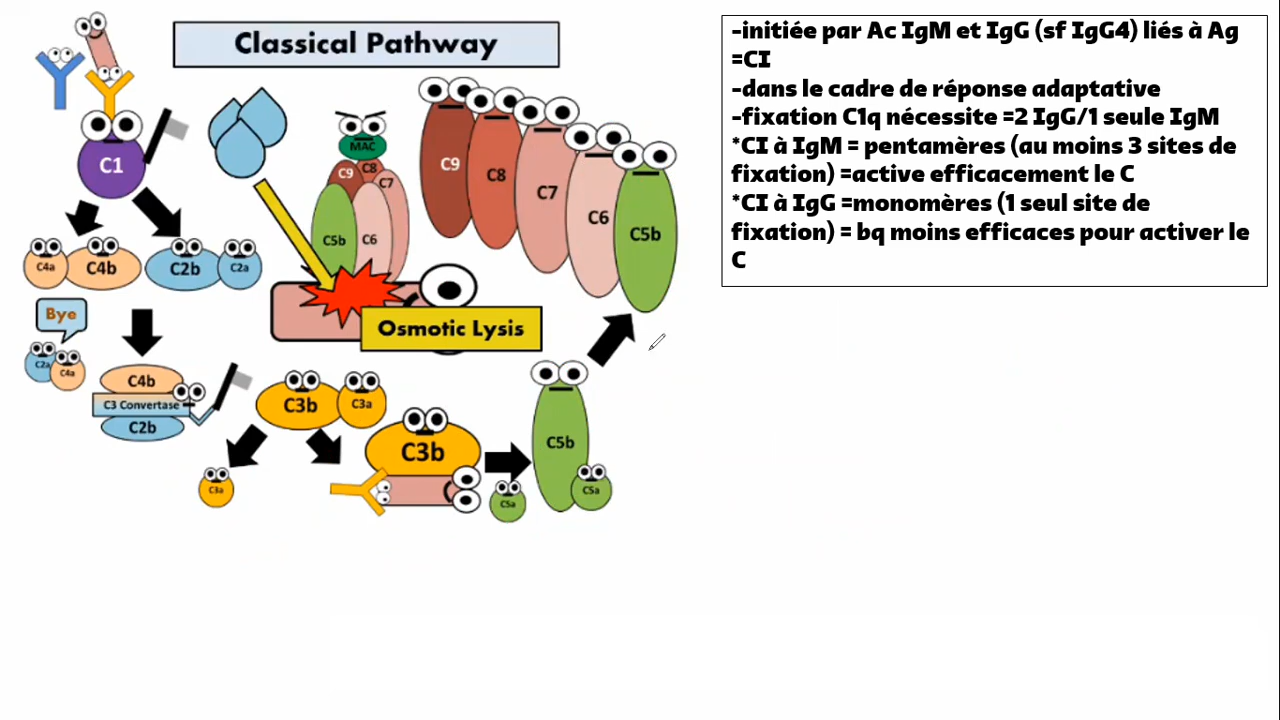 Classical Pathway
C1
C4a
C4b
C2b
C2a
Bye
C2a
C4a
C4b
C3 Convertase
C2b
MAC
C9
C8
C7
C5b
C6
Osmotic Lysis
C9
C8
C7
C6
C5b
C3b
C3a
C3a
C3b
C5a
C5b
C5a
-initiée par Ac IgM et IgG (sf IgG4) liés à Ag
=CI
-dans le cadre de réponse adaptative
-fixation C1q nécessite =2 IgG/1 seule IgM
*CI à IgM = pentamères (au moins 3 sites de
fixation) =active efficacement le C
*CI à IgG =monomères (1 seul site de
fixation) = bq moins efficaces pour activer le
C